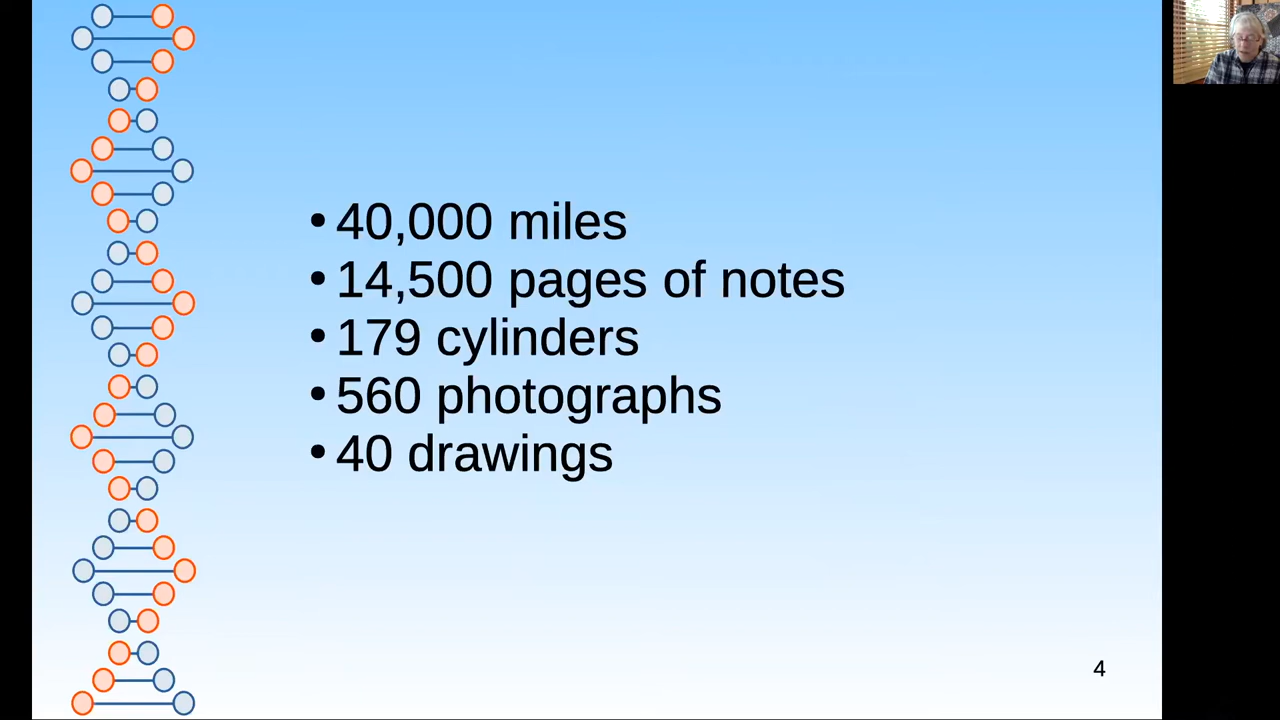 • 40,000 miles
• 14,500 pages of notes
• 179 cylinders
• 560 photographs
• 40 drawings
4